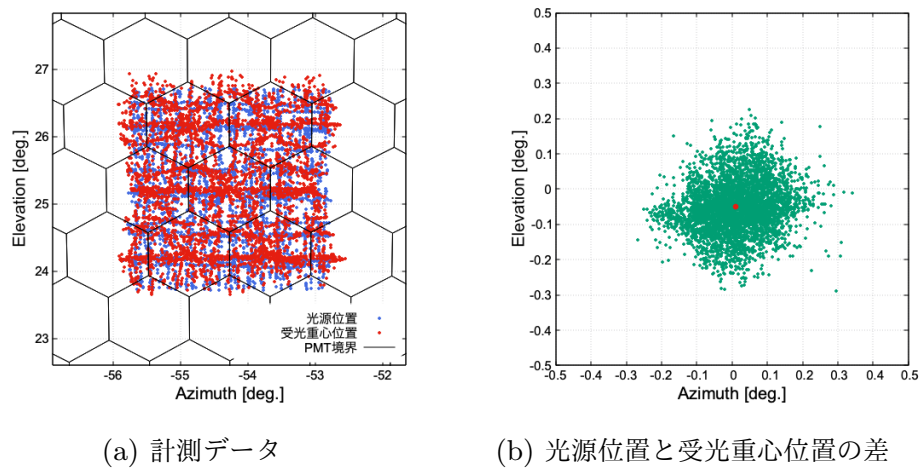 27
26
25
24
23
Elevation [deg.]
光源位置
受光重心位置
PMT境界
-56
-55
-54
-53
-52
Azimuth [deg.]
(a) 計測データ
0.5
0.4
0.3
0.2
0.1
0
-0.1
-0.2
-0.3
-0.4
-0.5
Elevation [deg.]
-0.5 -0.4 -0.3 -0.2 -0.1 0 0.1 0.2 0.3 0.4 0.5
Azimuth [deg.]
(b) 光源位置と受光重心位置の差